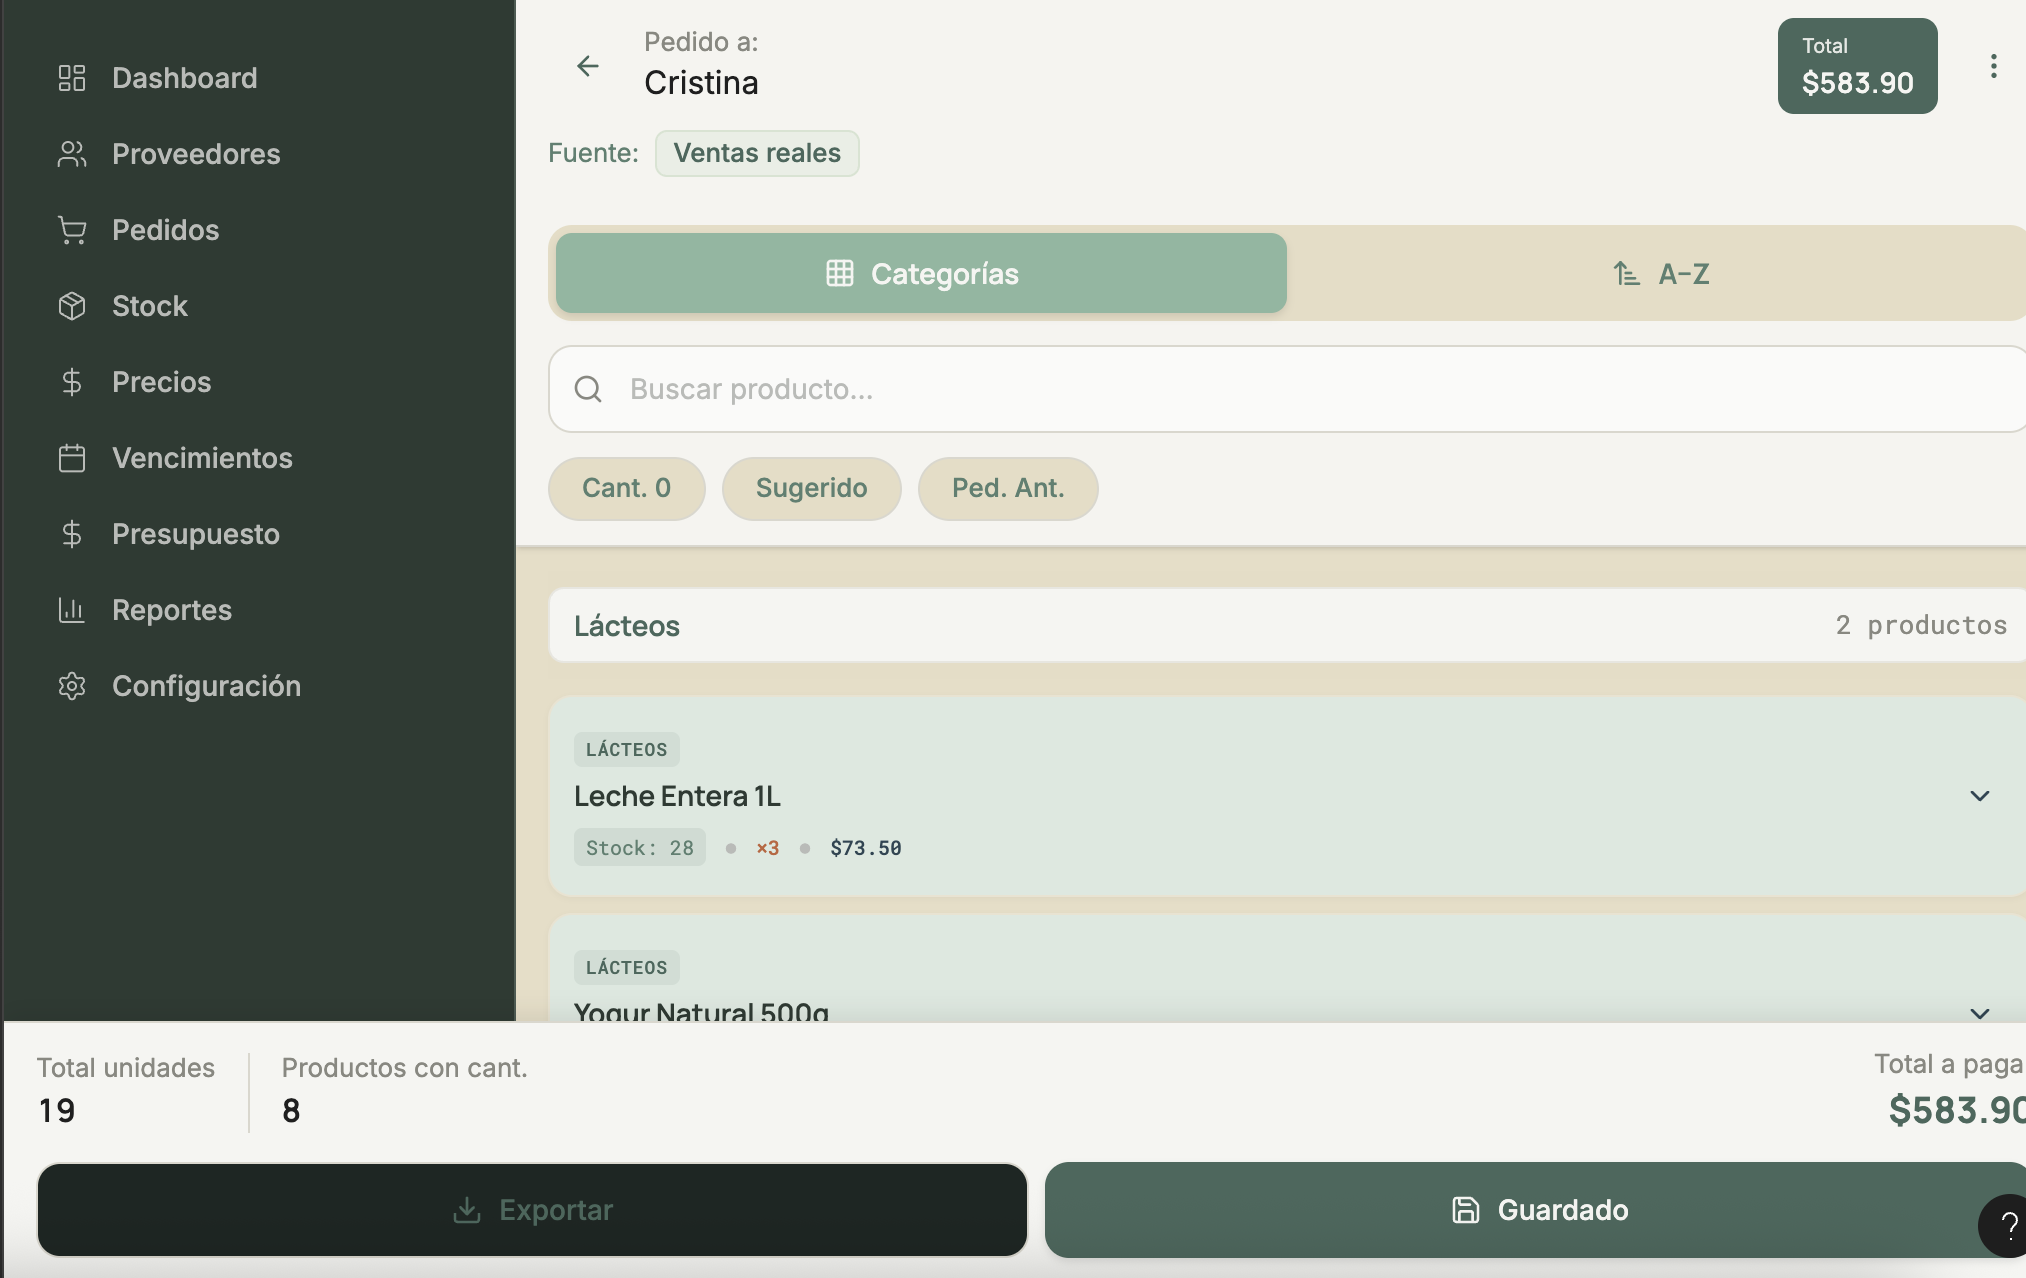 Dashboard
Proveedores
Pedidos
Stock
Precios
Vencimientos
Presupuesto
Reportes
Configuración
Pedido a:
Cristina
Total
$583.90
Fuente: Ventas reales
Categorías
A-Z
Buscar producto...
Cant. 0
Sugerido
Ped. Ant.
Lácteos
2 productos
LÁCTEOS
Leche Entera 1L
Stock: 28 • ×3 • $73.50
LÁCTEOS
Yogur Natural 500g
Total unidades
19
Productos con cant.
8
Total a paga
$583.90
Exportar
Guardado
?